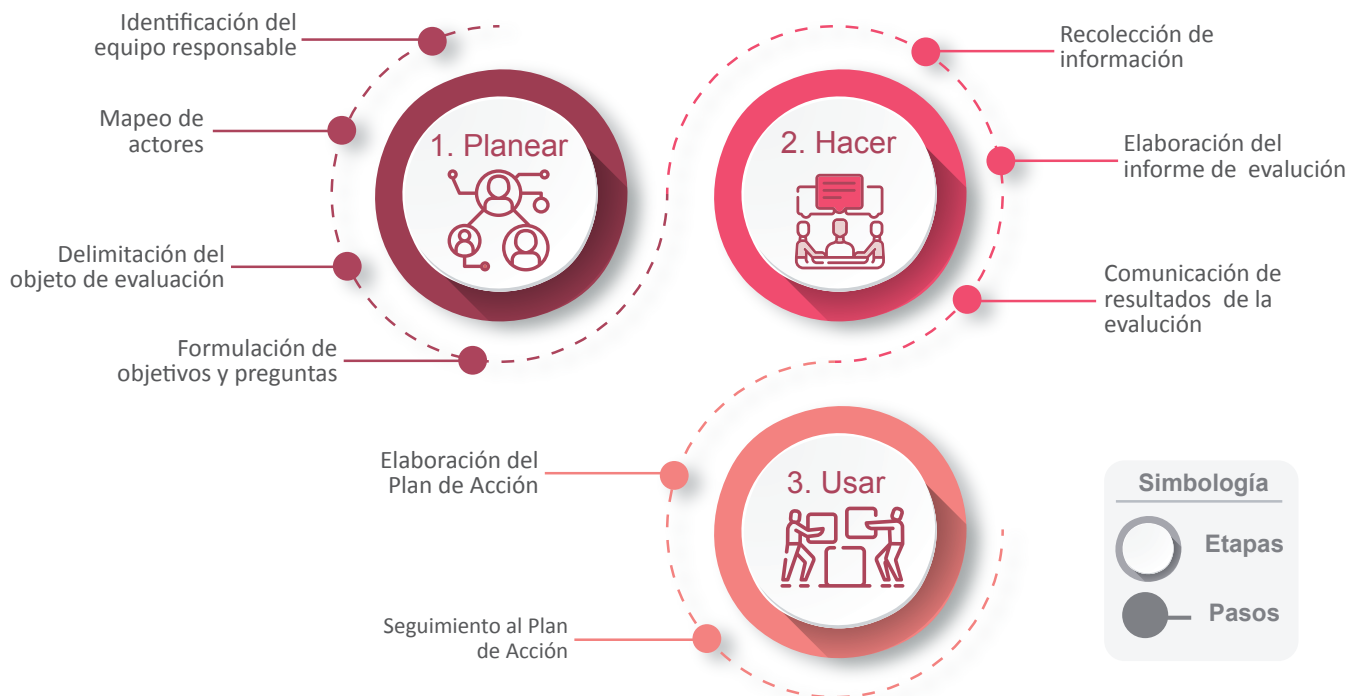 Identificación del
equipo responsable
Mapeo de
actores
Delimitación del
objeto de evaluación
Formulación de
objetivos y preguntas
1. Planear
2. Hacer
Recolección de
información
Elaboración del
informe de evalución
Comunicación de
resultados de la
evalución
3. Usar
Elaboración del
Plan de Acción
Seguimiento al Plan
de Acción
Simbología
Etapas
Pasos